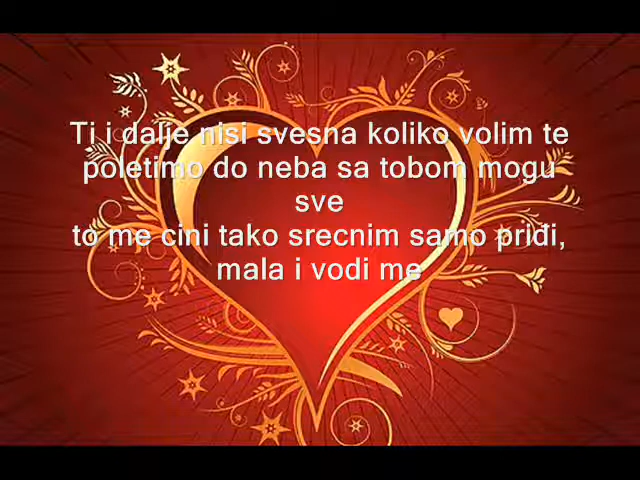 Ti i dalje nisi svesna koliko volim te
poletimo do neba sa tobom mogu
sve
to me cini tako srecnim samo priđi,
mala i vodi me